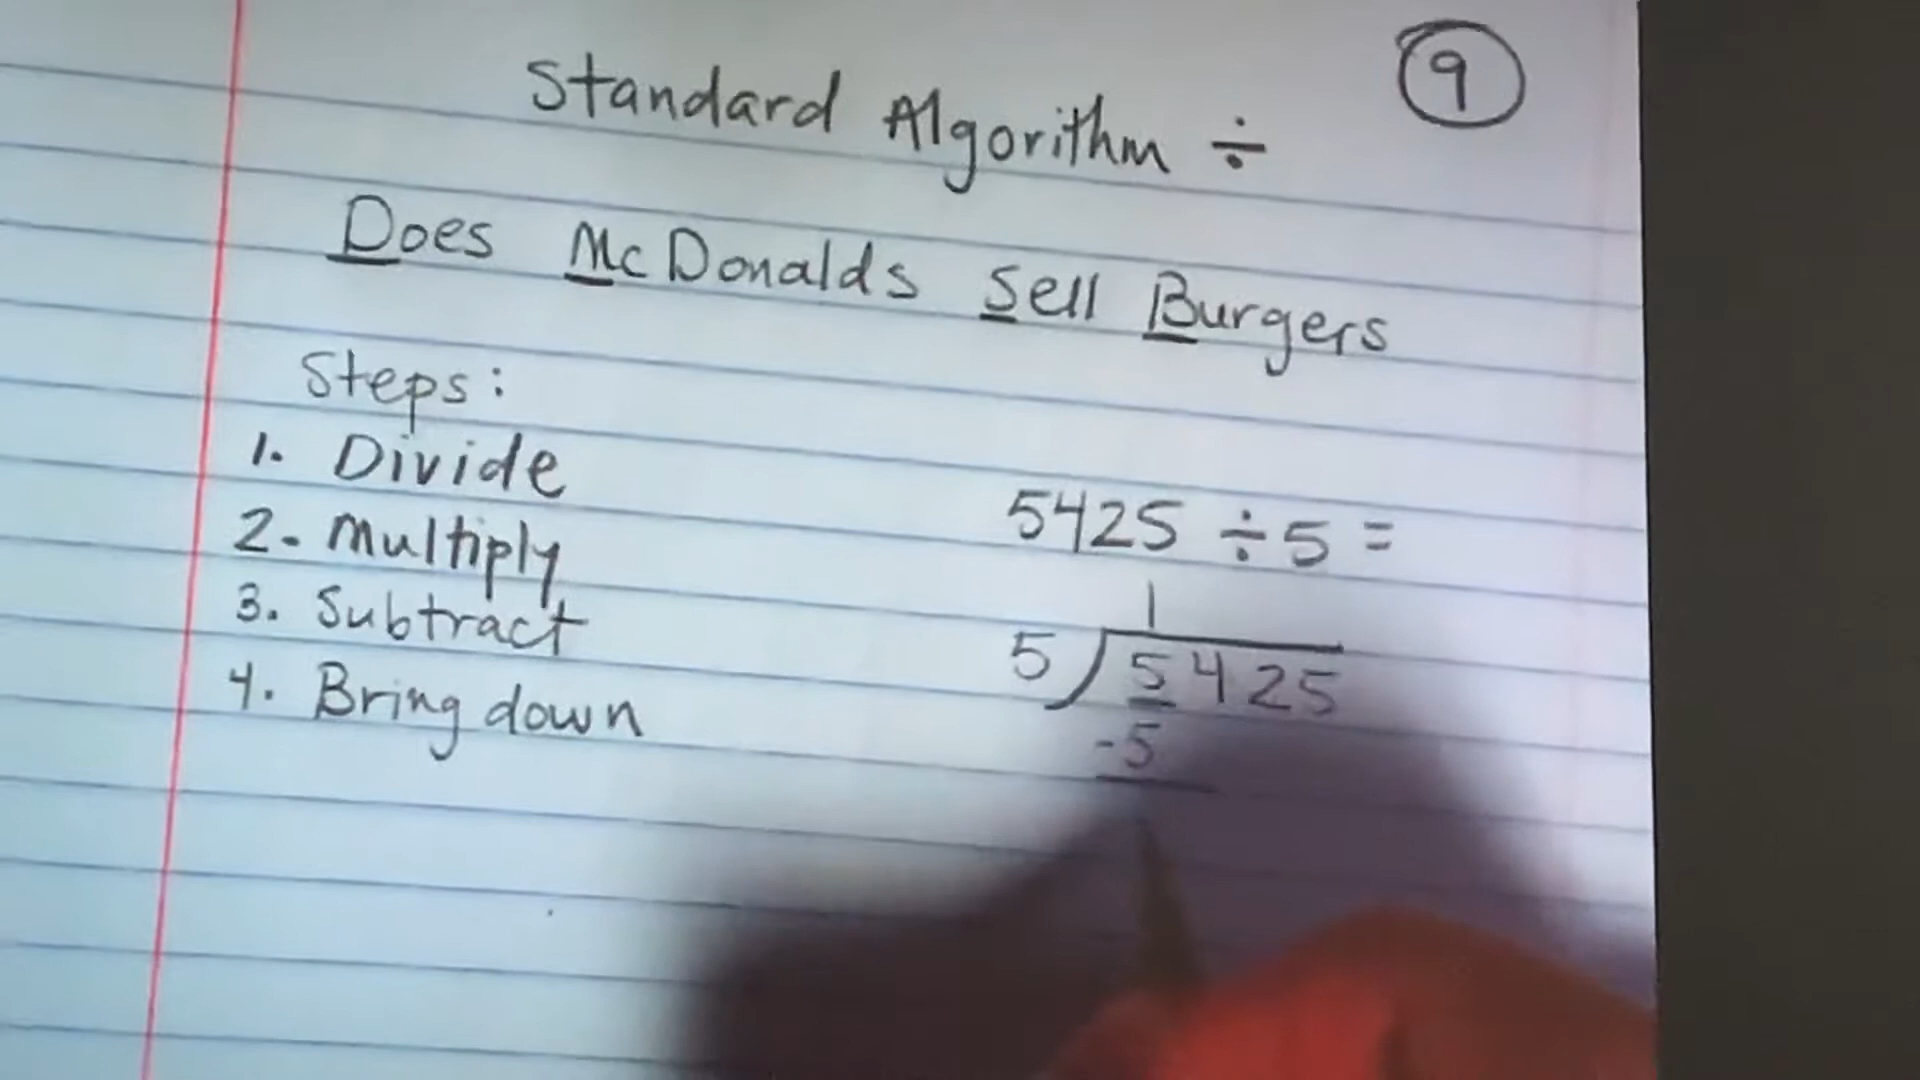 Standard Algorithm ÷
9
Does McDonalds Sell Burgers
Steps:
1. Divide
2. Multiply
3. Subtract
4. Bring down
5425 ÷ 5 =
1
5 ) 5425
-5